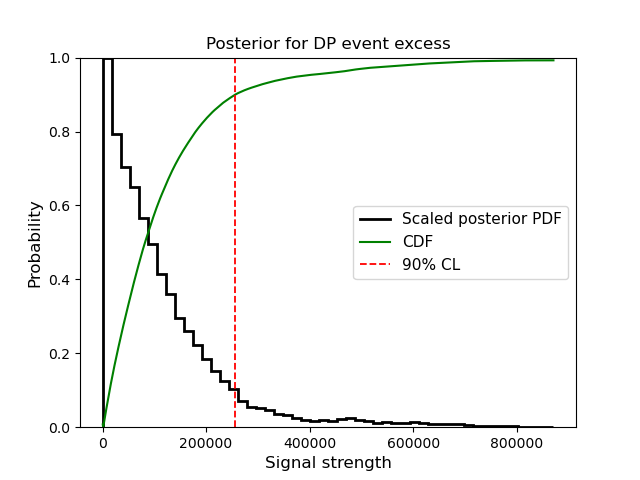 Posterior for DP event excess
Probability
1.0
0.8
0.6
0.4
0.2
0.0
Scaled posterior PDF
CDF
90% CL
0 200000 400000 600000 800000
Signal strength